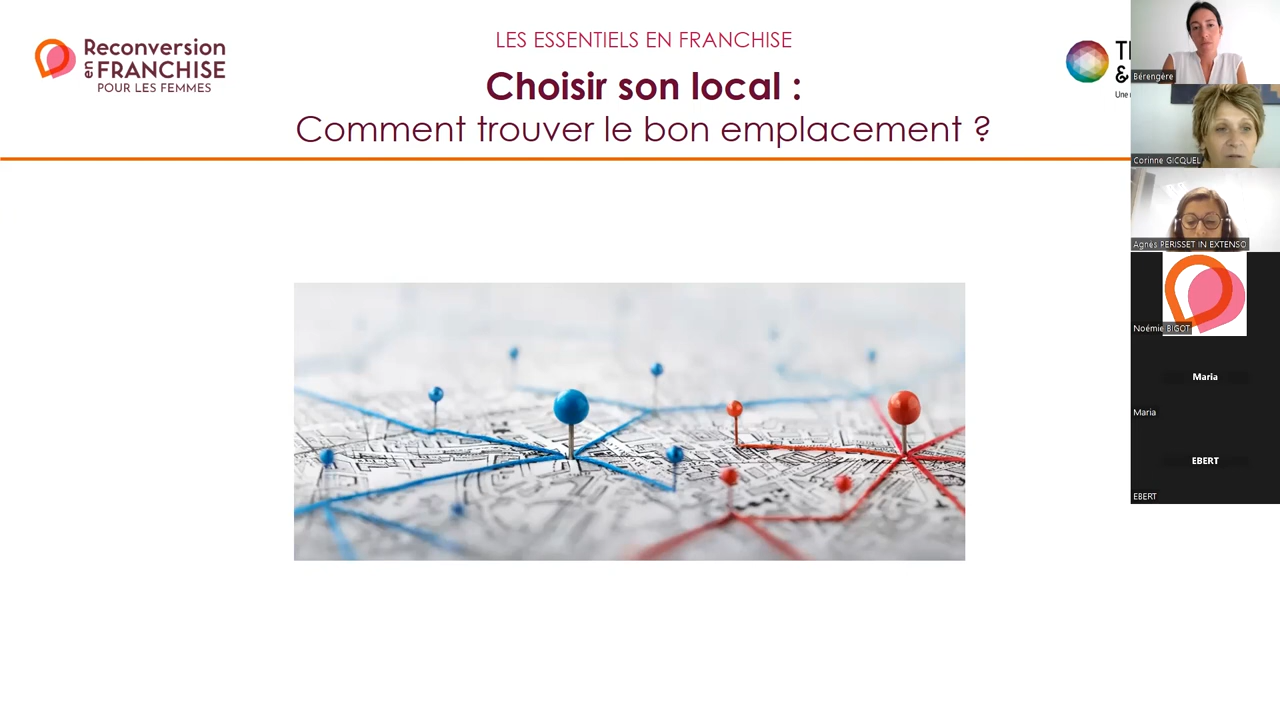 Reconversion
en FRANCHISE
POUR LES FEMMES
LES ESSENTIELS EN FRANCHISE
Choisir son local :
Comment trouver le bon emplacement ?
&
Une
Bérengère
Corinne GICQUEL
Agnès PERISSET IN EXTENSO
Noémie BIGOT
Maria
Maria
EBERT
EBERT